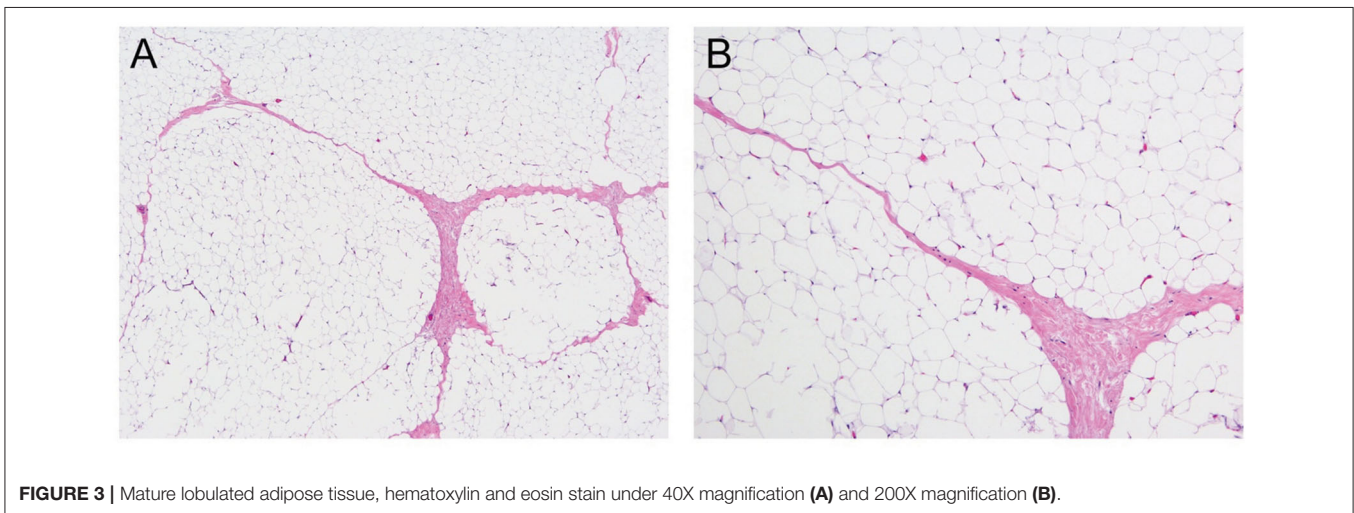 A
B
FIGURE 3 | Mature lobulated adipose tissue, hematoxylin and eosin stain under 40X magnification (A) and 200X magnification (B).